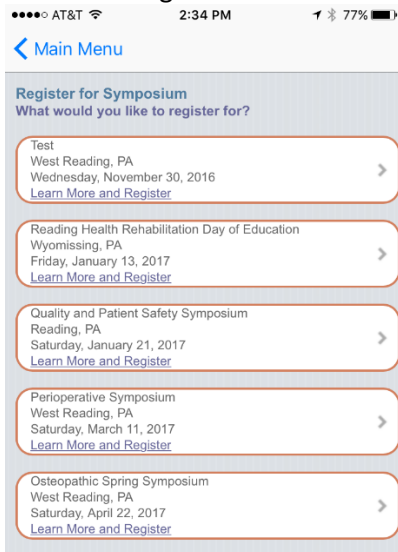 AT&T 2:34 PM 77%
Main Menu
Register for Symposium
What would you like to register for?
Test
West Reading, PA
Wednesday, November 30, 2016
Learn More and Register
Reading Health Rehabilitation Day of Education
Wyomissing, PA
Friday, January 13, 2017
Learn More and Register
Quality and Patient Safety Symposium
Reading, PA
Saturday, January 21, 2017
Learn More and Register
Perioperative Symposium
West Reading, PA
Saturday, March 11, 2017
Learn More and Register
Osteopathic Spring Symposium
West Reading, PA
Saturday, April 22, 2017
Learn More and Register